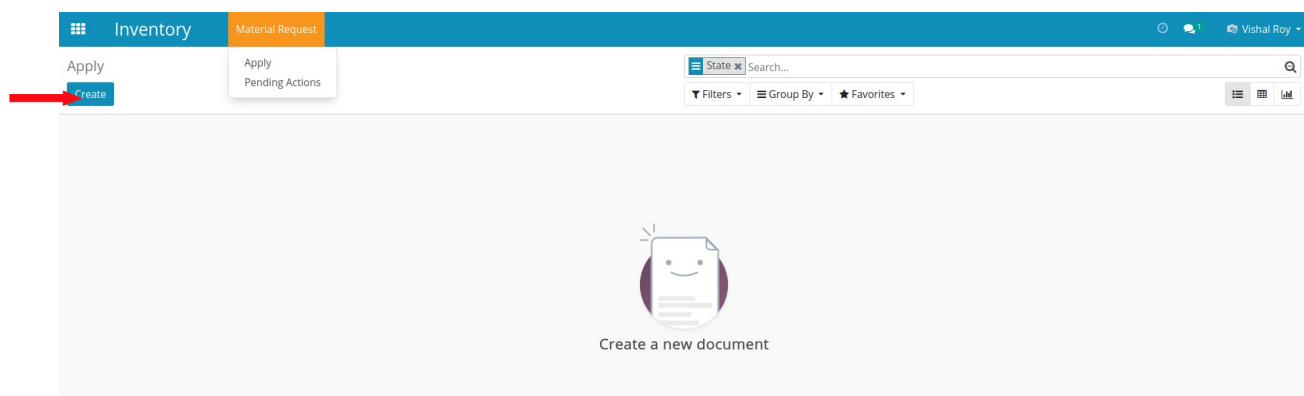 Inventory
Material Request
1
Vishal Roy
Apply
Apply
Pending Actions
State
Search...
Create
Filters
Group By
Favorites
Create a new document